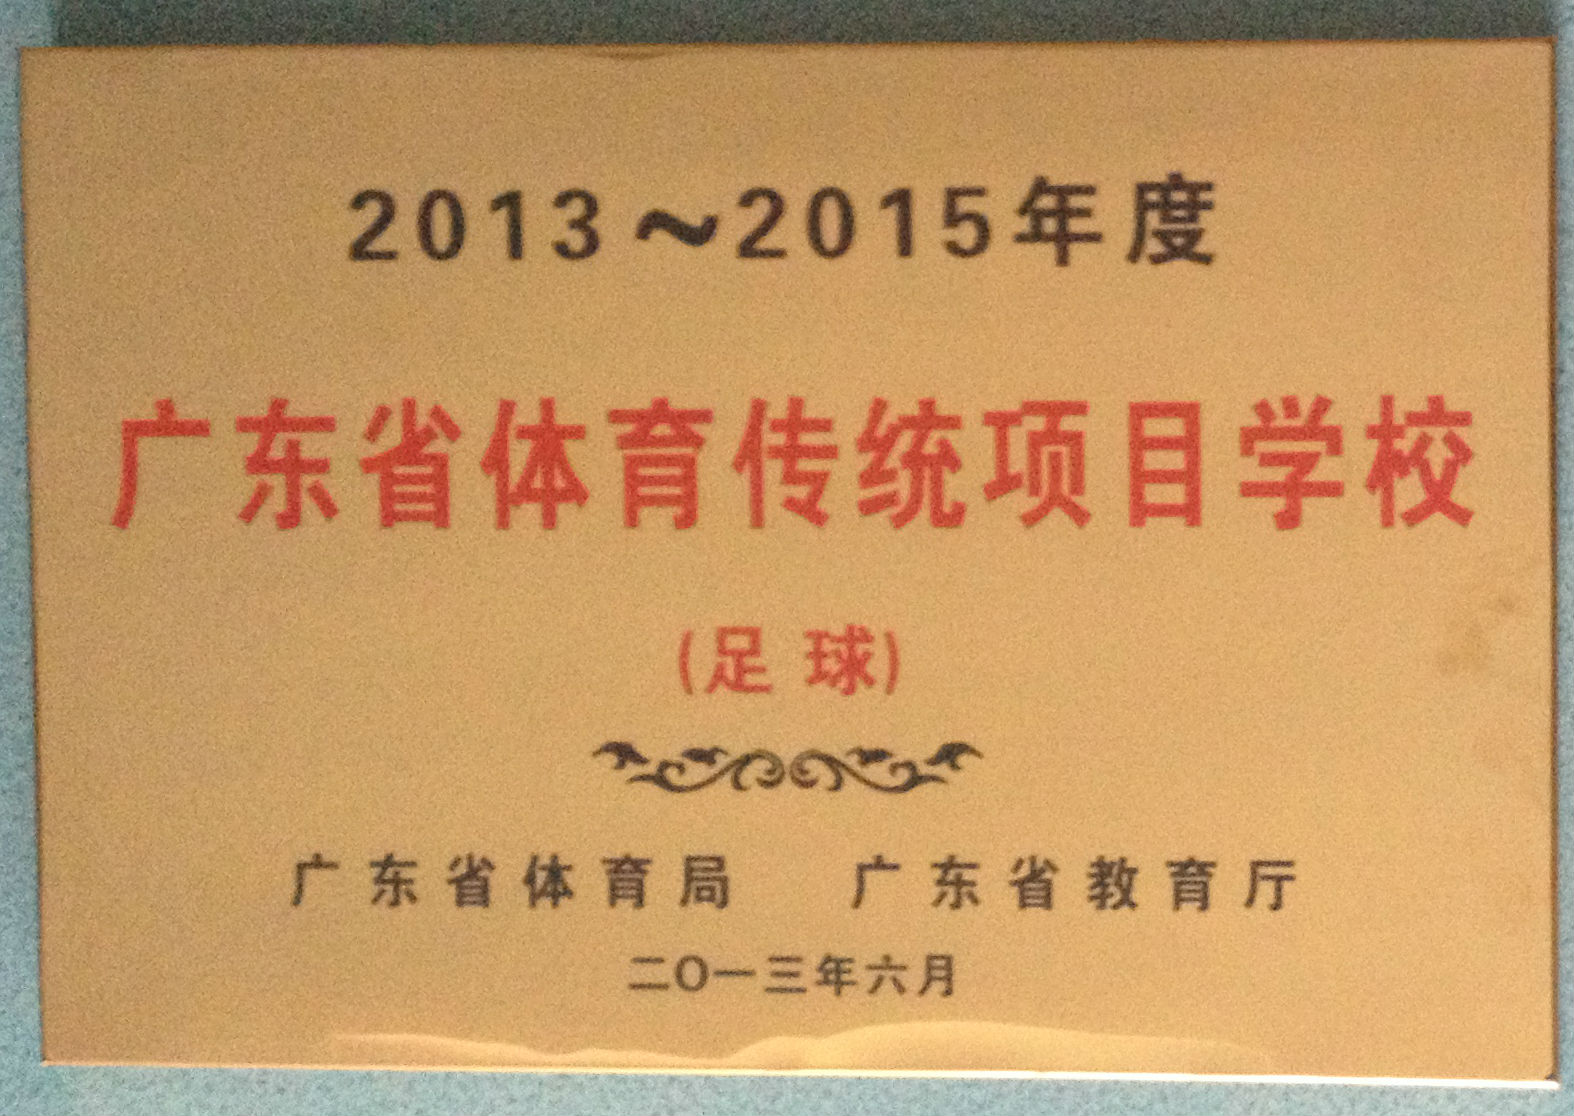 2013~2015年度
广东省体育传统项目学校
(足球)
广东省体育局 广东省教育厅
二〇一三年六月